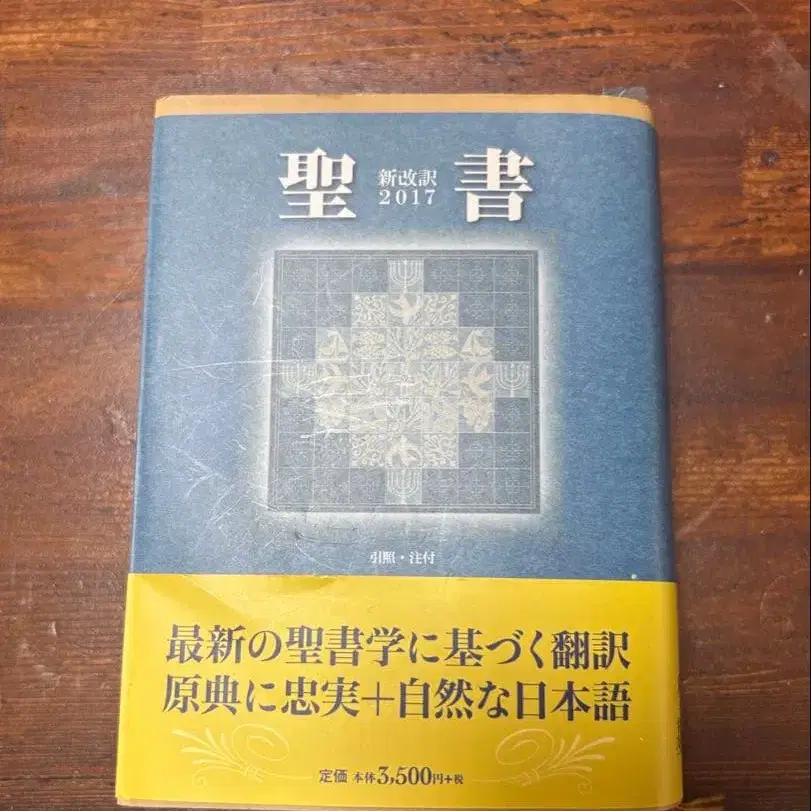 聖書
新改訳
2017
引照・注付
最新の聖書学に基づく翻訳
原典に忠実+自然な日本語
定価 本体3,500円+税